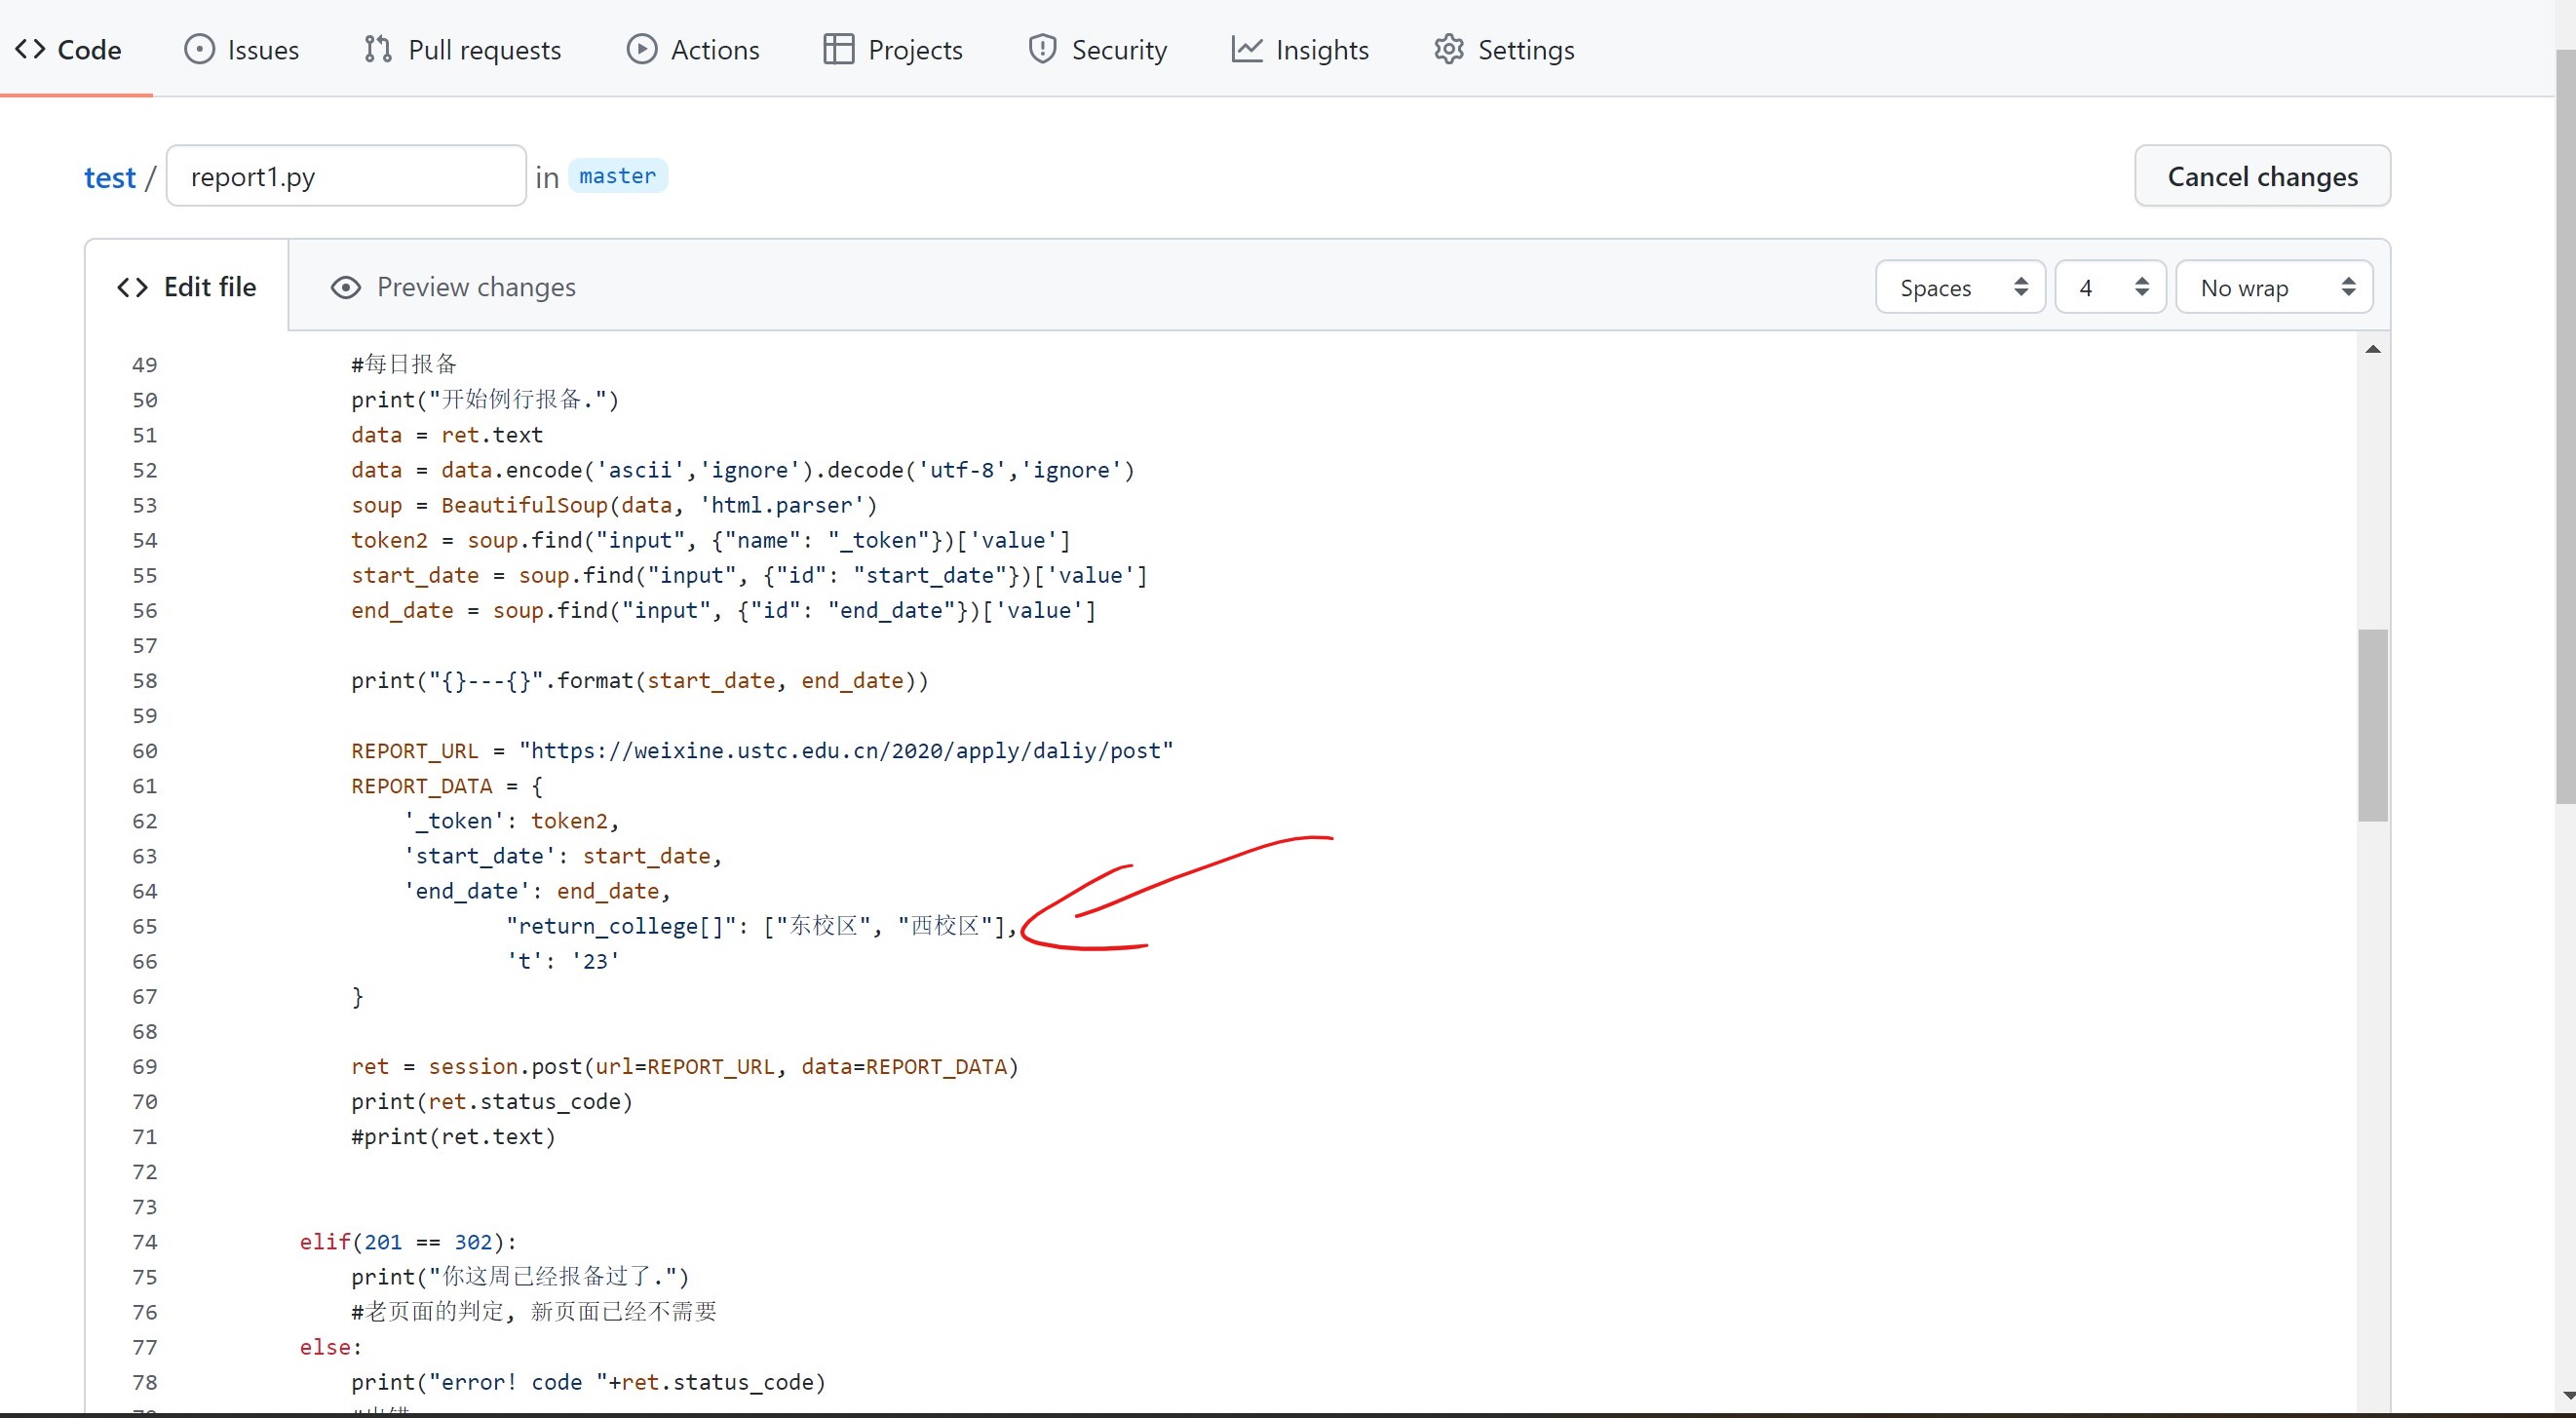 Code Issues Pull requests Actions Projects Security Insights Settings
test / report1.py in master Cancel changes
Edit file Preview changes Spaces 4 No wrap
49 #每日报备
50 print("开始例行报备.")
51 data = ret.text
52 data = data.encode('ascii','ignore').decode('utf-8','ignore')
53 soup = BeautifulSoup(data, 'html.parser')
54 token2 = soup.find("input", {"name": "_token"})['value']
55 start_date = soup.find("input", {"id": "start_date"})['value']
56 end_date = soup.find("input", {"id": "end_date"})['value']
57
58 print("{}---{}".format(start_date, end_date))
59
60 REPORT_URL = "https://weixine.ustc.edu.cn/2020/apply/daliy/post"
61 REPORT_DATA = {
62 '_token': token2,
63 'start_date': start_date,
64 'end_date': end_date,
65 "return_college[]": ["东校区", "西校区"],
66 't': '23'
67 }
68
69 ret = session.post(url=REPORT_URL, data=REPORT_DATA)
70 print(ret.status_code)
71 #print(ret.text)
72
73
74 elif(201 == 302):
75 print("你这周已经报备过了.")
76 #老页面的判定, 新页面已经不需要
77 else:
78 print("error! code "+ret.status_code)